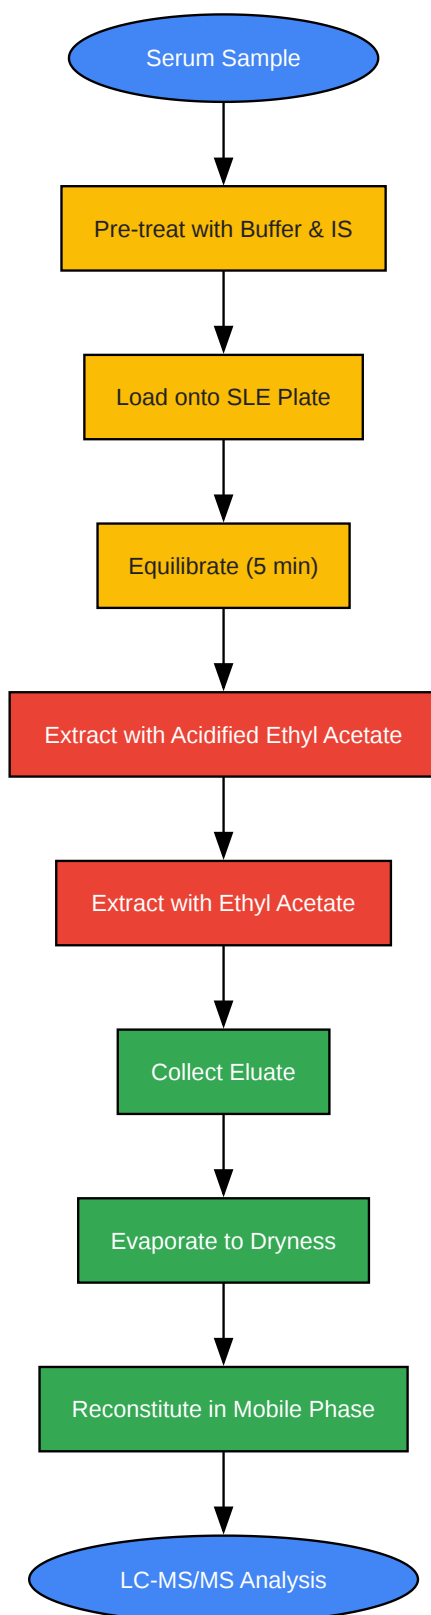 Serum Sample
Pre-treat with Buffer & IS
Load onto SLE Plate
Equilibrate (5 min)
Extract with Acidified Ethyl Acetate
Extract with Ethyl Acetate
Collect Eluate
Evaporate to Dryness
Reconstitute in Mobile Phase
LC-MS/MS Analysis